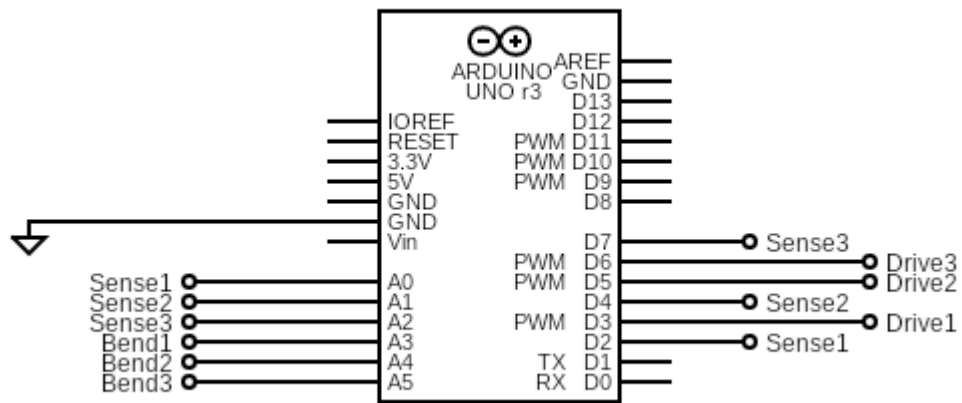 ARDUINO
UNO r3
AREF
GND
D13
IOREF
D12
RESET
PWM D11
3.3V
PWM D10
5V
PWM D9
GND
D8
GND
Vin
D7
Sense3
PWM D6
Drive3
Sense1
A0
PWM D5
Drive2
Sense2
A1
D4
Sense2
Sense3
A2
PWM D3
Drive1
Bend1
A3
D2
Sense1
Bend2
A4
TX D1
Bend3
A5
RX D0